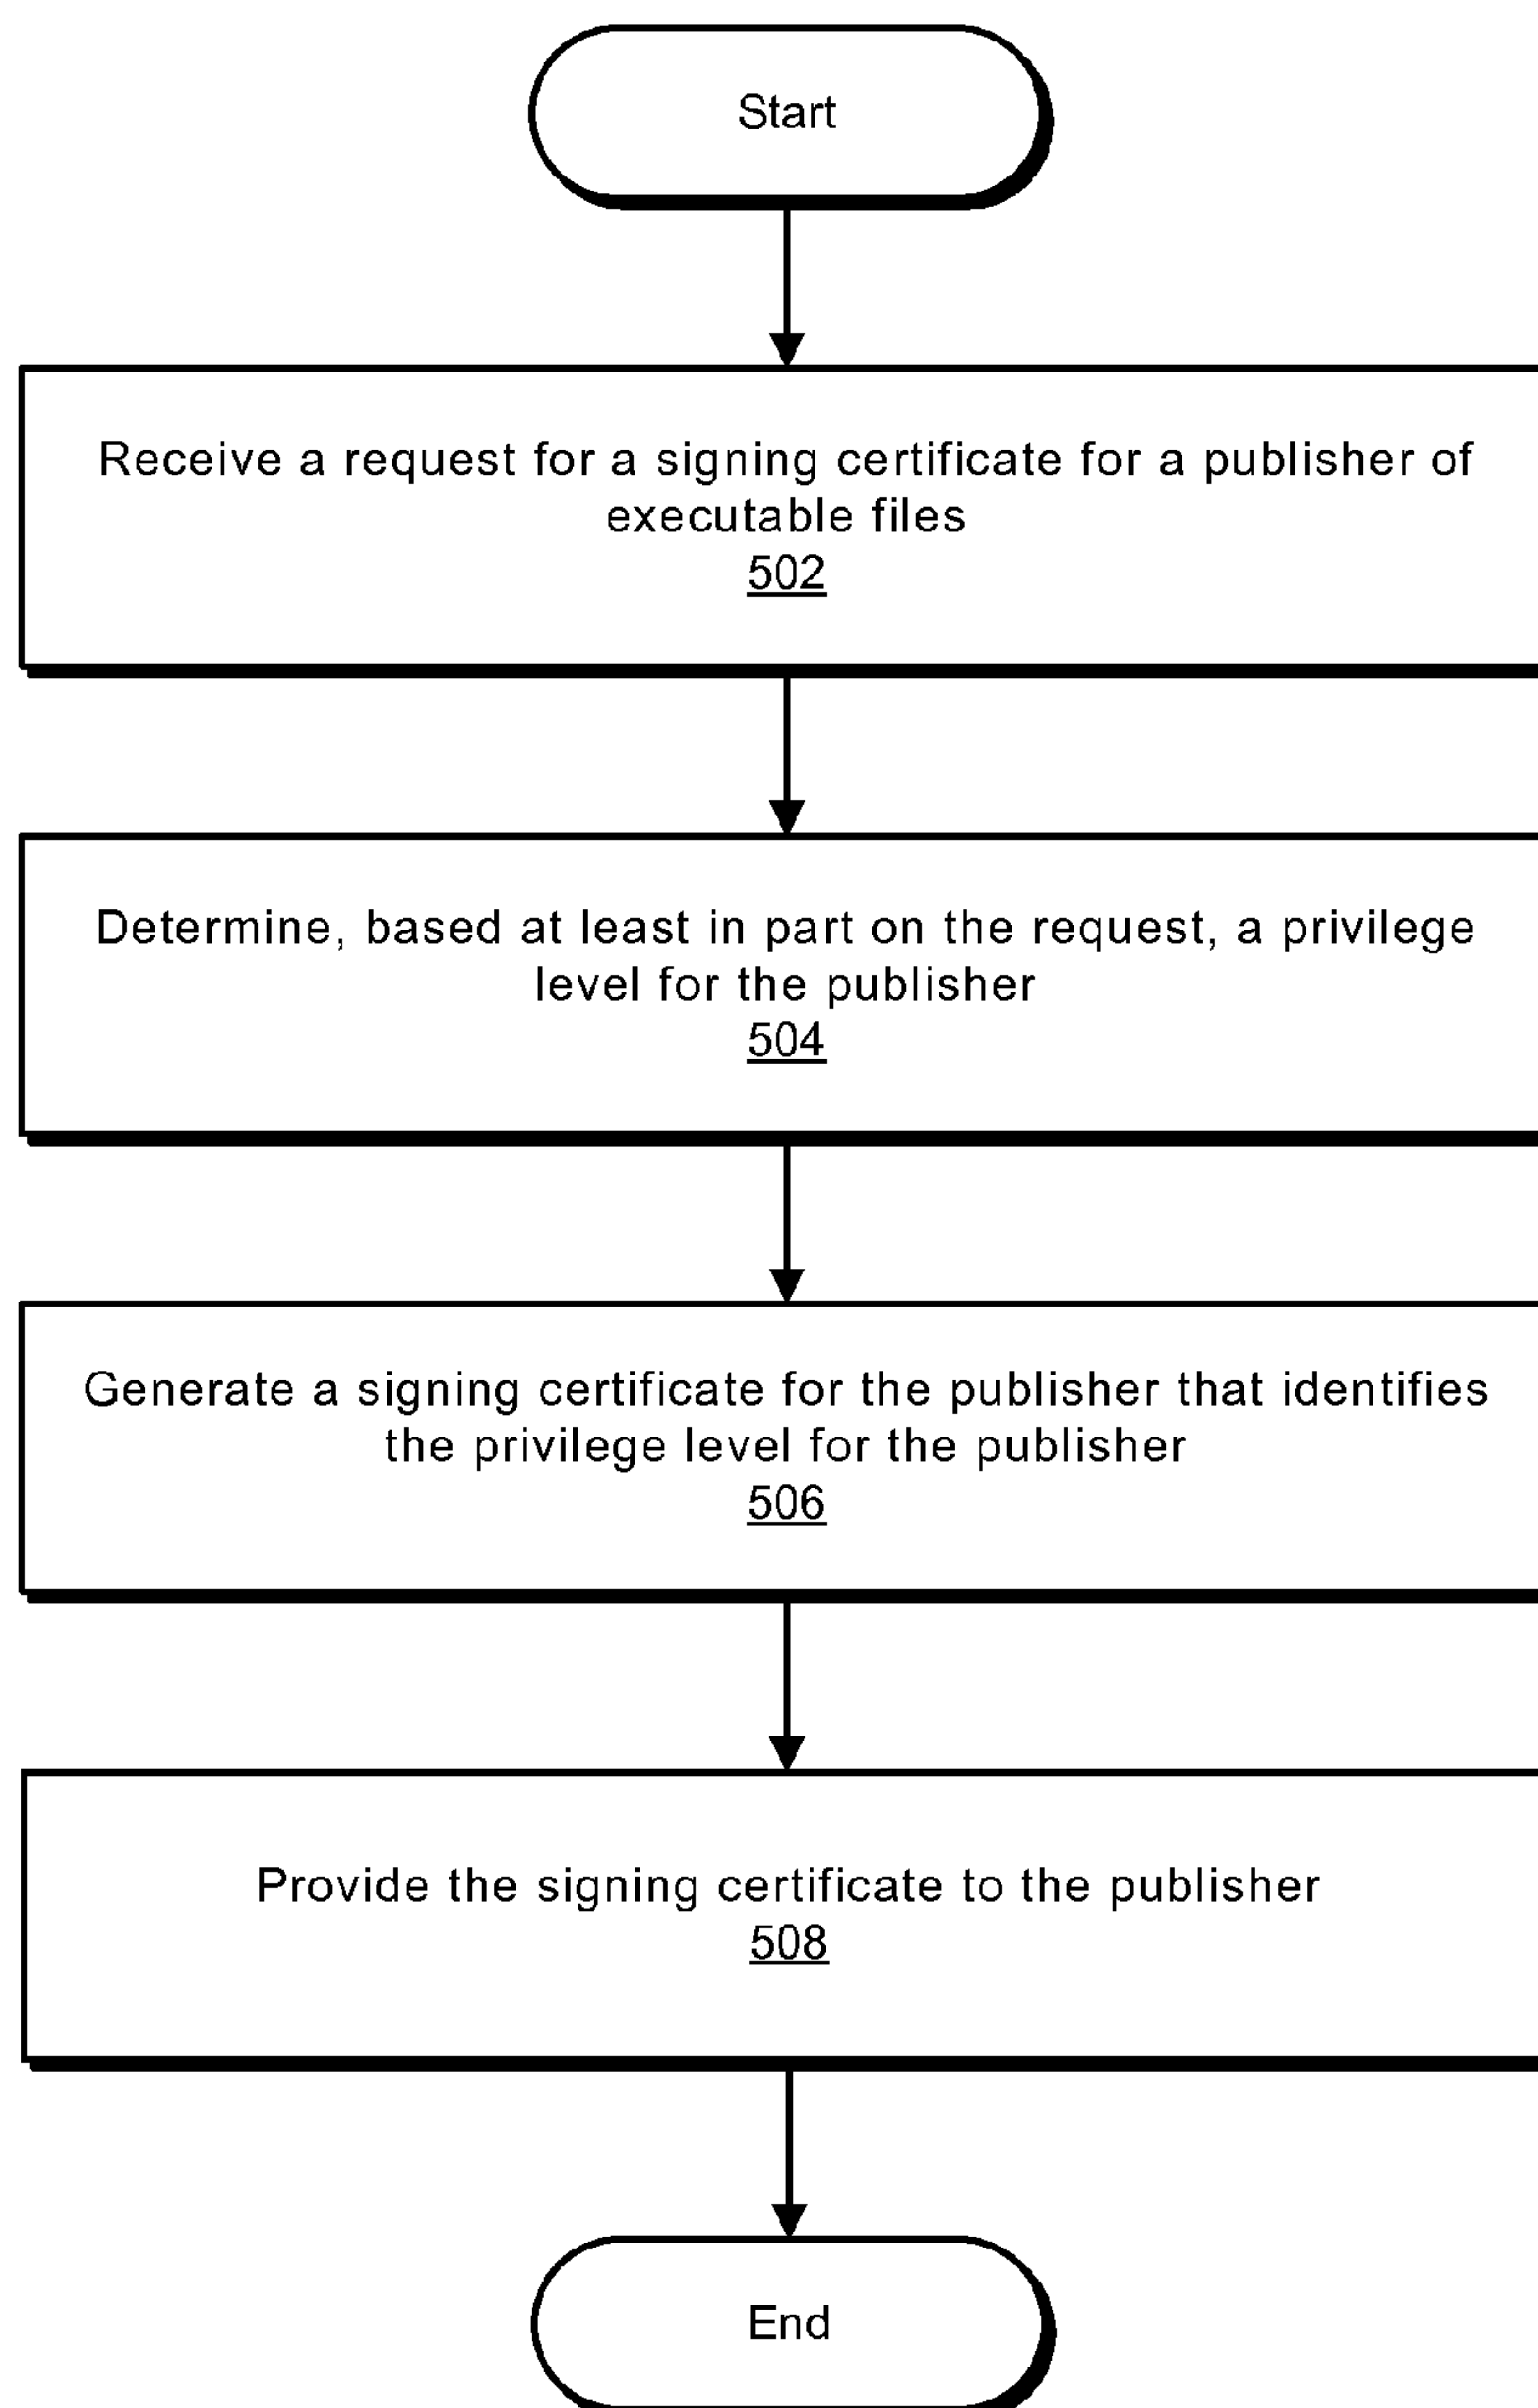 Start
Receive a request for a signing certificate for a publisher of
executable files
502
Determine, based at least in part on the request, a privilege
level for the publisher
504
Generate a signing certificate for the publisher that identifies
the privilege level for the publisher
506
Provide the signing certificate to the publisher
508
End